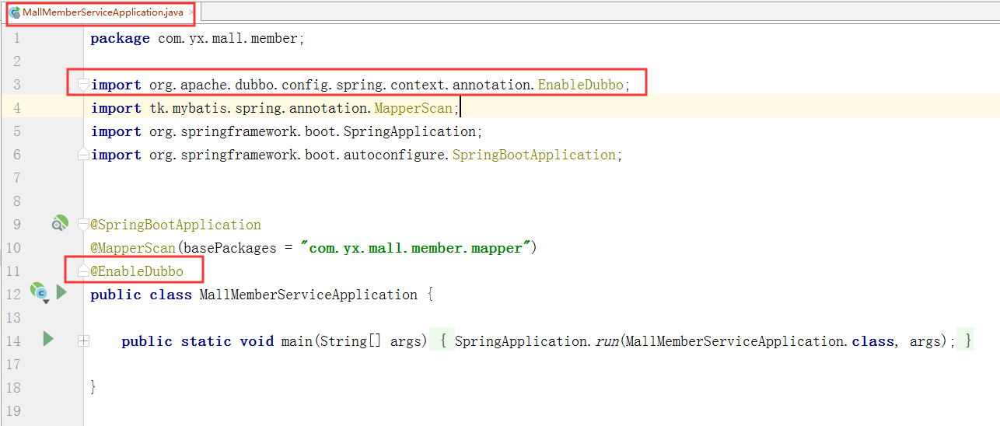 MallMemberServiceApplication.java
1 package com.yx.mall.member;
2
3 import org.apache.dubbo.config.spring.context.annotation.EnableDubbo;
4 import tk.mybatis.spring.annotation.MapperScan;
5 import org.springframework.boot.SpringApplication;
6 import org.springframework.boot.autoconfigure.SpringBootApplication;
7
8
9 @SpringBootApplication
10 @MapperScan(basePackages = "com.yx.mall.member.mapper")
11 @EnableDubbo
12 public class MallMemberServiceApplication {
13
14 public static void main(String[] args) { SpringApplication.run(MallMemberServiceApplication.class, args); }
17
18 }
19